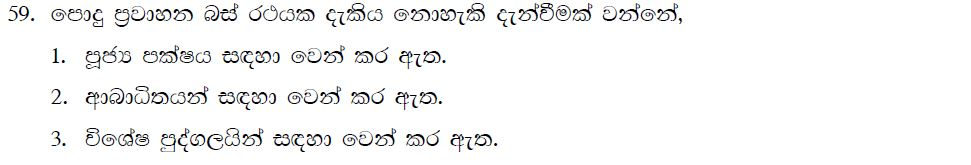 59. පොදු ප්‍රවාහන බස් රථයක දැකිය නොහැකි දැන්වීමක් වන්නේ,
1. පූජ්‍ය පක්ෂය සඳහා වෙන් කර ඇත.
2. ආබාධිතයන් සඳහා වෙන් කර ඇත.
3. විශේෂ පුද්ගලයින් සඳහා වෙන් කර ඇත.